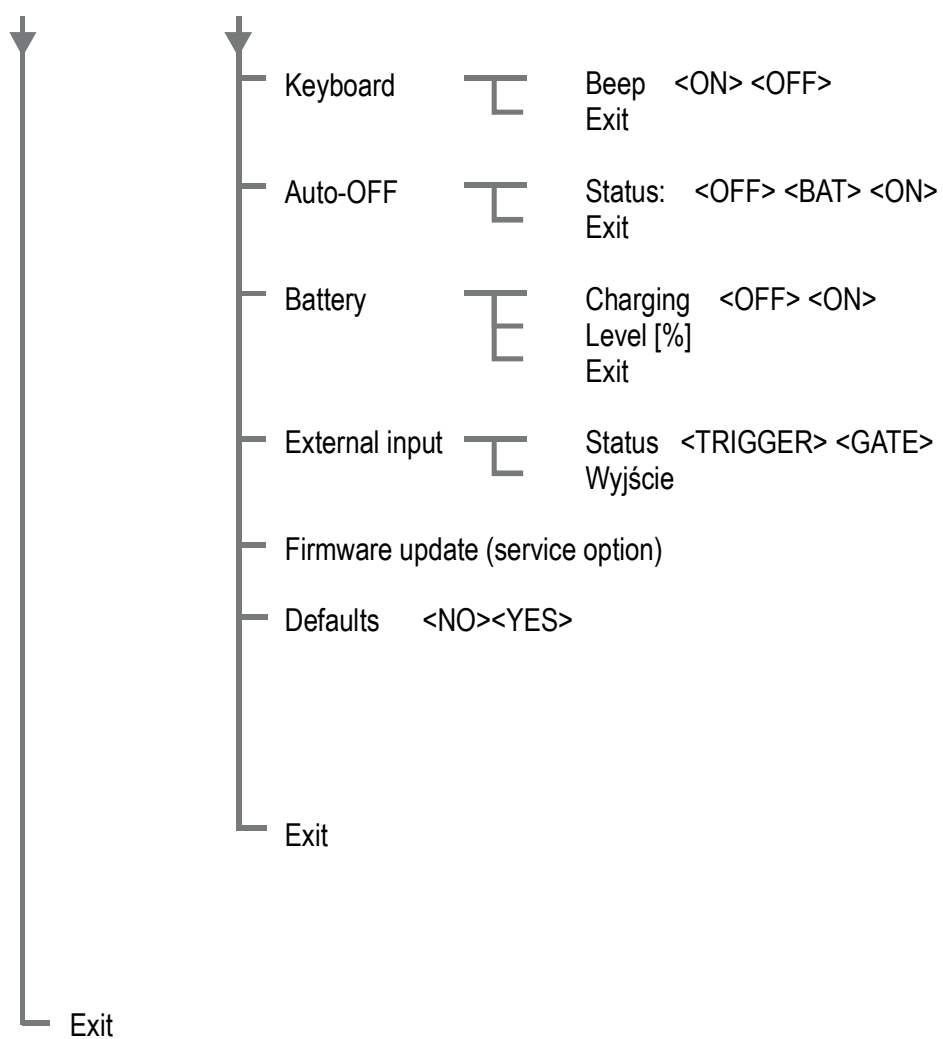 Keyboard Beep <ON> <OFF>
Exit
Auto-OFF Status: <OFF> <BAT> <ON>
Exit
Battery Charging <OFF> <ON>
Level [%]
Exit
External input Status <TRIGGER> <GATE>
Wyjście
Firmware update (service option)
Defaults <NO><YES>
Exit
Exit